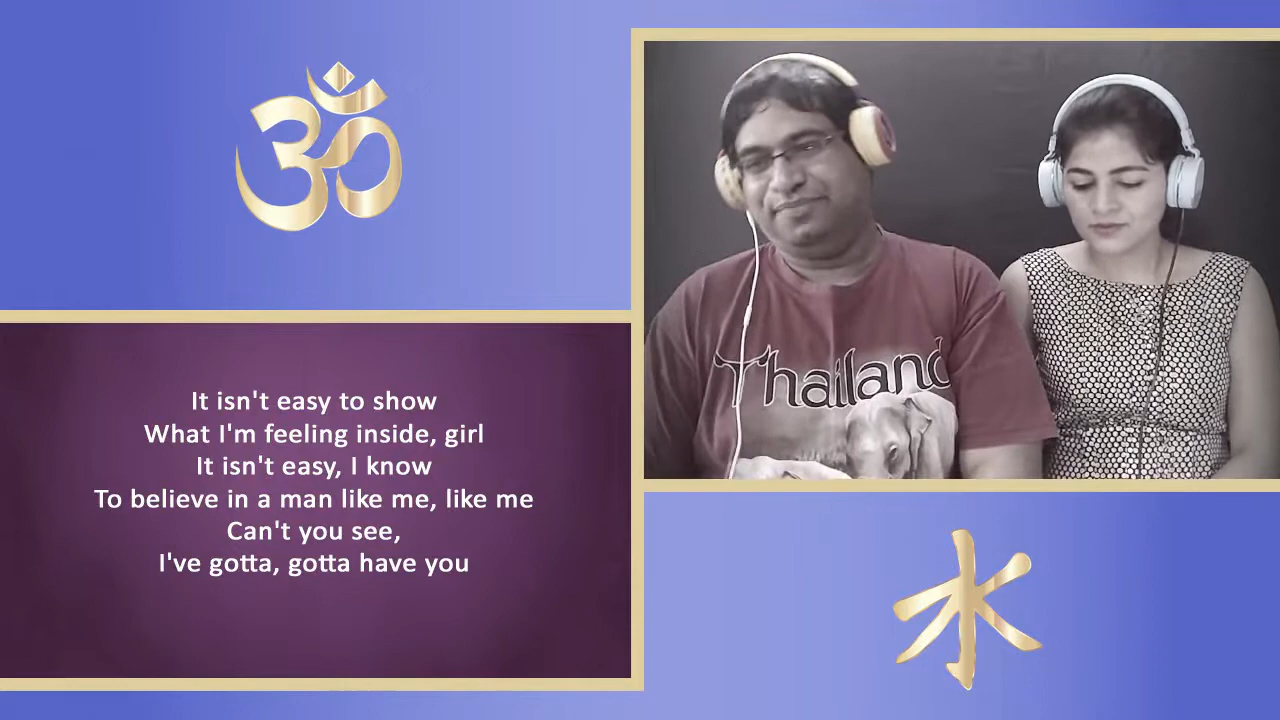 ॐ
It isn't easy to show
What I'm feeling inside, girl
It isn't easy, I know
To believe in a man like me, like me
Can't you see,
I've gotta, gotta have you
Thailand
水